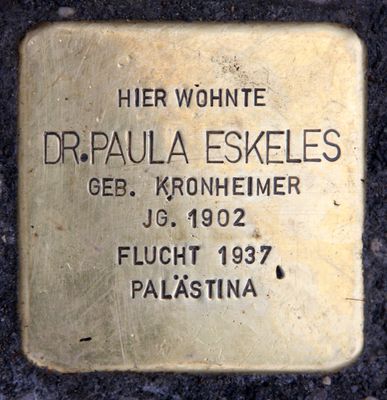 HIER WOHNTE
DR. PAULA ESKELES
GEB. KRONHEIMER
JG. 1902
FLUCHT 1937
PALÄSTINA